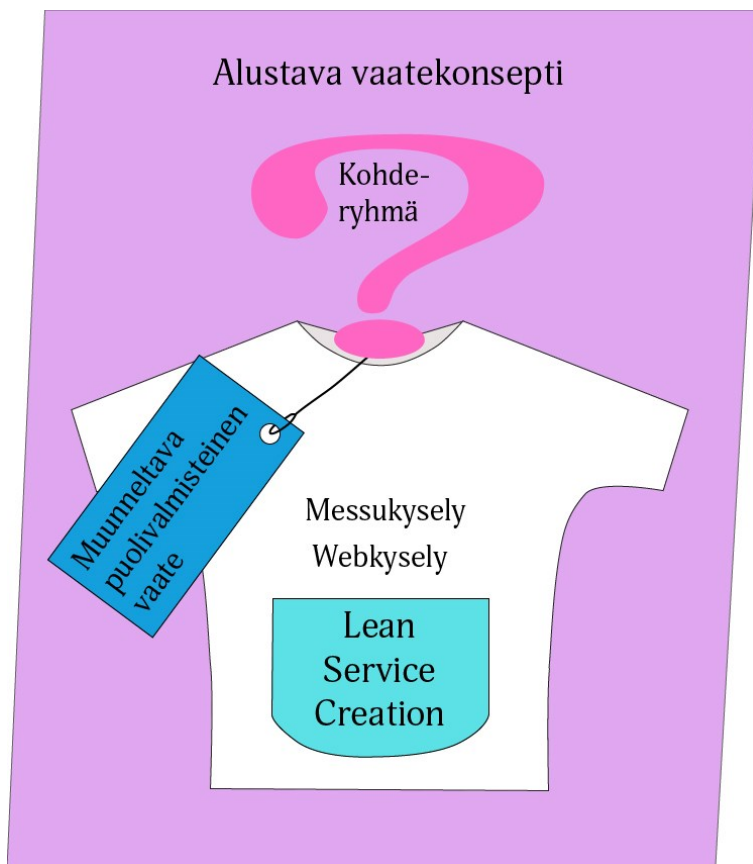 Alustava vaatekonsepti
Kohde-
ryhmä
Muunneltava
puolivalmisteinen
vaate
Messukysely
Webkysely
Lean
Service
Creation